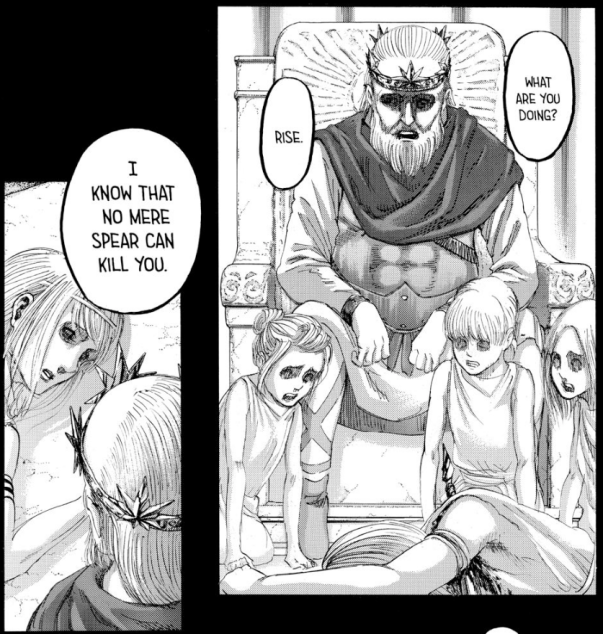 WHAT
ARE YOU
DOING?
RISE.
I
KNOW THAT
NO MERE
SPEAR CAN
KILL YOU.